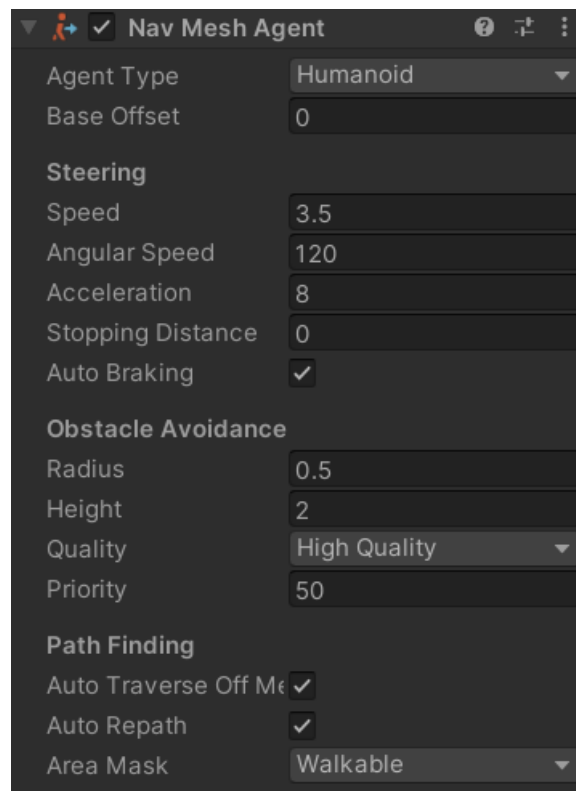 Nav Mesh Agent
Agent Type Humanoid
Base Offset 0
Steering
Speed 3.5
Angular Speed 120
Acceleration 8
Stopping Distance 0
Auto Braking
Obstacle Avoidance
Radius 0.5
Height 2
Quality High Quality
Priority 50
Path Finding
Auto Traverse Off Me
Auto Repath
Area Mask Walkable